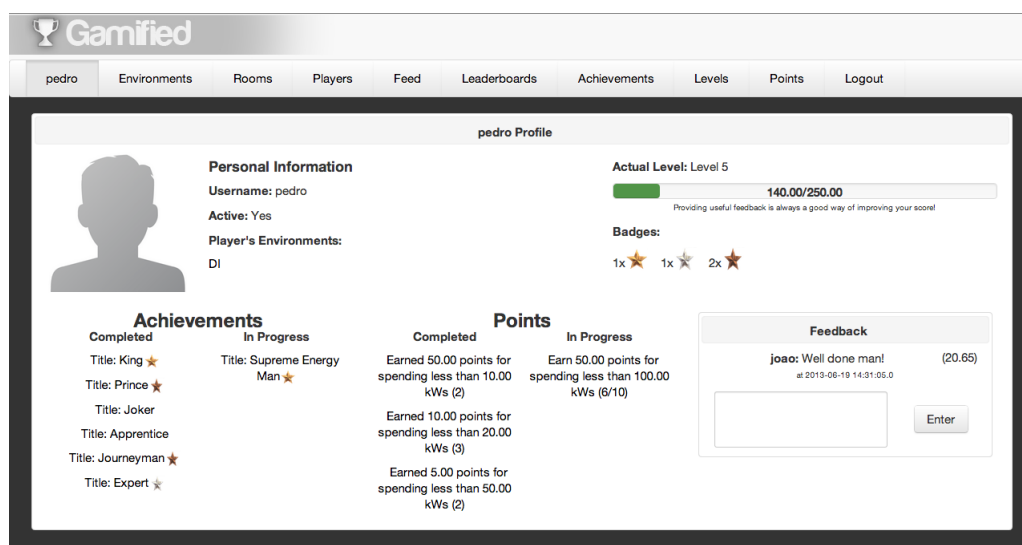 Gamified
pedro Environments Rooms Players Feed Leaderboards Achievements Levels Points Logout
pedro Profile
Personal Information
Username: pedro
Active: Yes
Player's Environments:
DI
Actual Level: Level 5
140.00/250.00
Providing useful feedback is always a good way of improving your score!
Badges:
1x 1x 2x
Achievements
Completed
Title: King
Title: Prince
Title: Joker
Title: Apprentice
Title: Journeyman
Title: Expert
In Progress
Title: Supreme Energy
Man
Points
Completed
Earned 50.00 points for
spending less than 10.00
kWs (2)
Earned 10.00 points for
spending less than 20.00
kWs (3)
Earned 5.00 points for
spending less than 50.00
kWs (2)
In Progress
Earn 50.00 points for
spending less than 100.00
kWs (6/10)
Feedback
joao: Well done man! (20.65)
at 2013-06-19 14:31:05.0
Enter